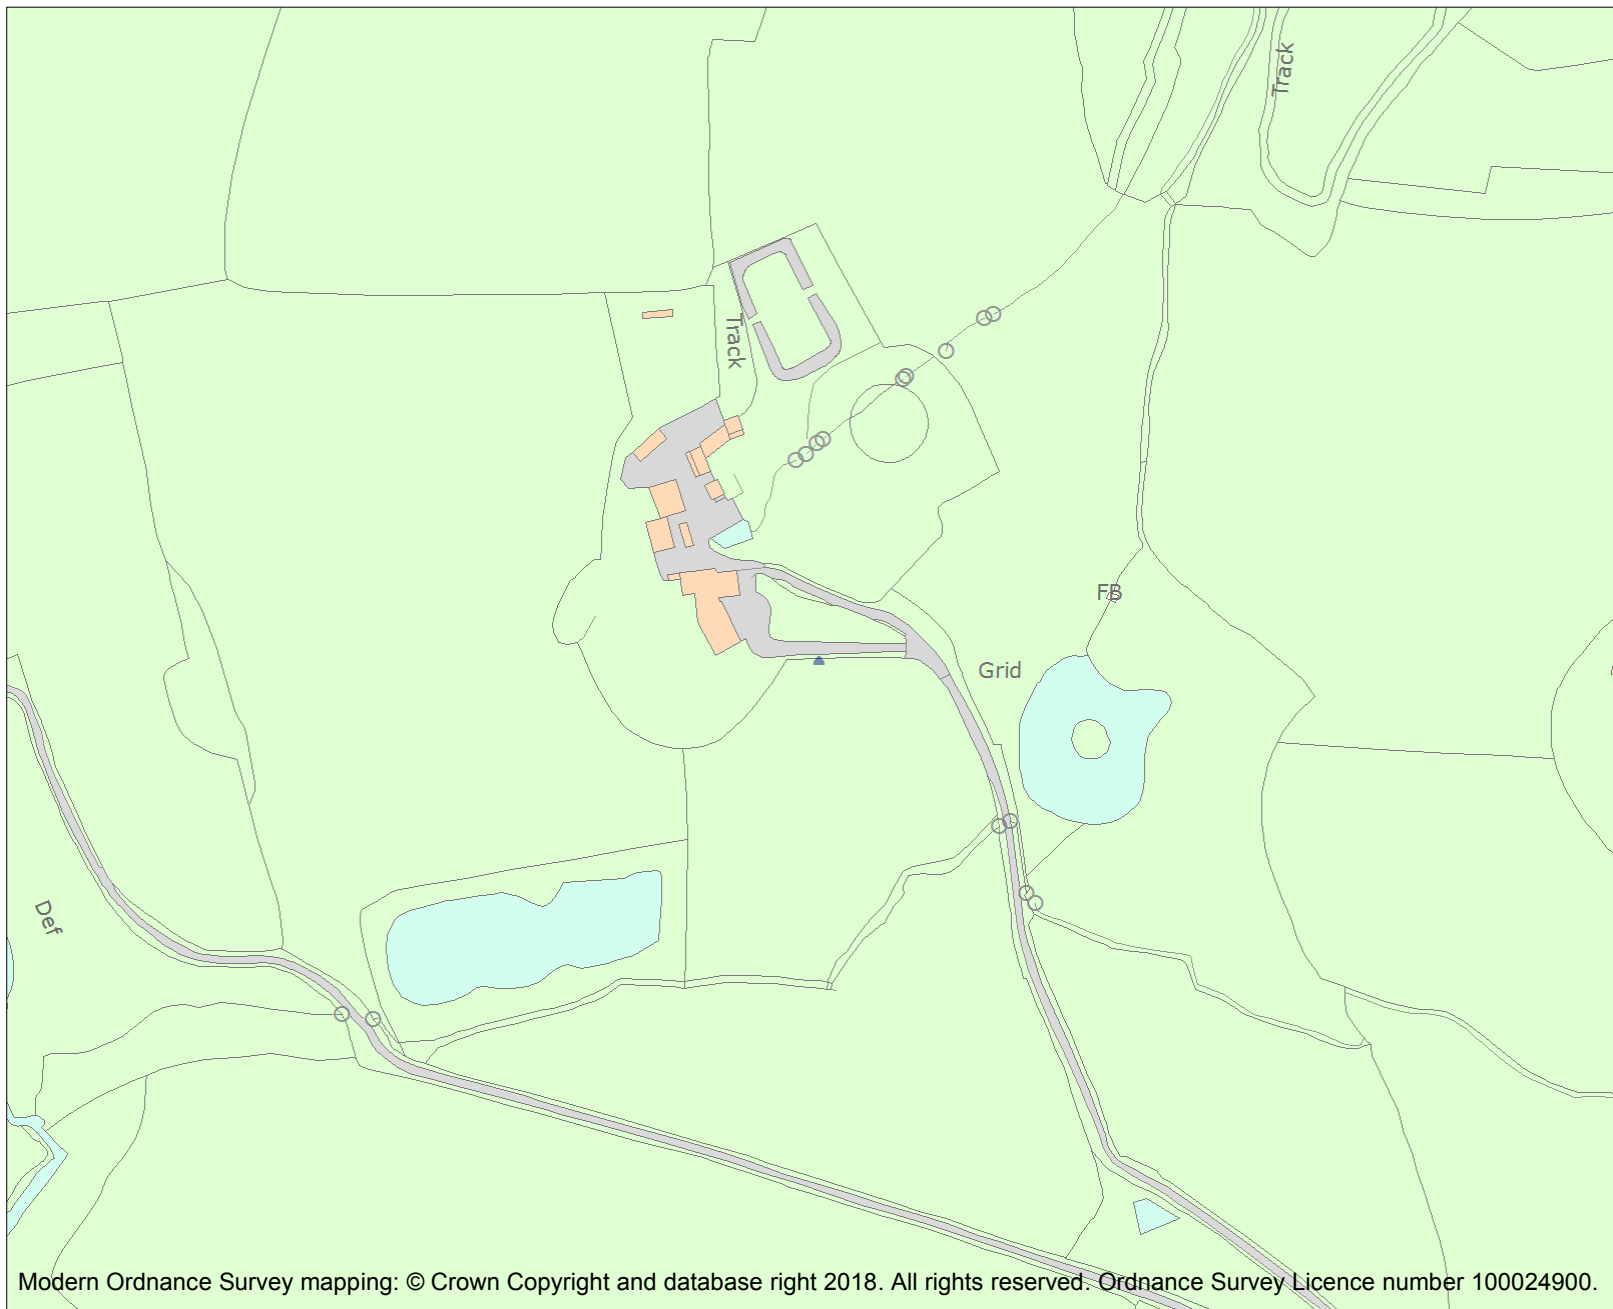 Track
Track
FB
Grid
Def
Modern Ordnance Survey mapping: © Crown Copyright and database right 2018. All rights reserved. Ordnance Survey Licence number 100024900.